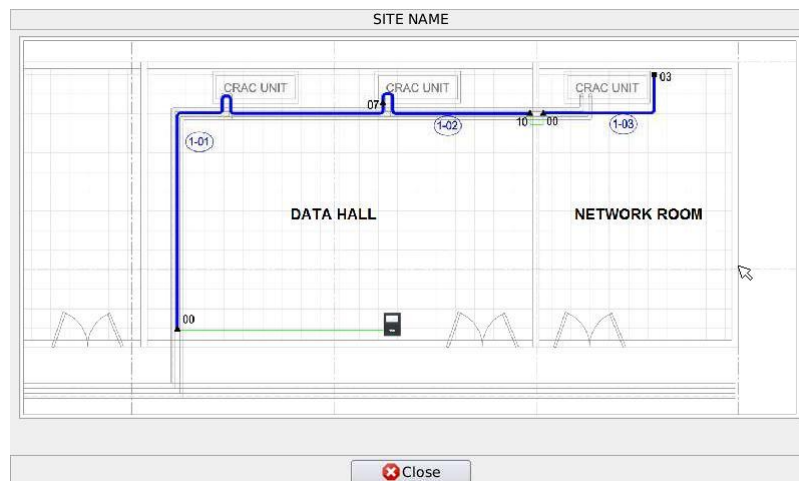 SITE NAME
CRAC UNIT
CRAC UNIT
CRAC UNIT
03
07
10
00
1-01
1-02
1-03
DATA HALL
NETWORK ROOM
00
Close